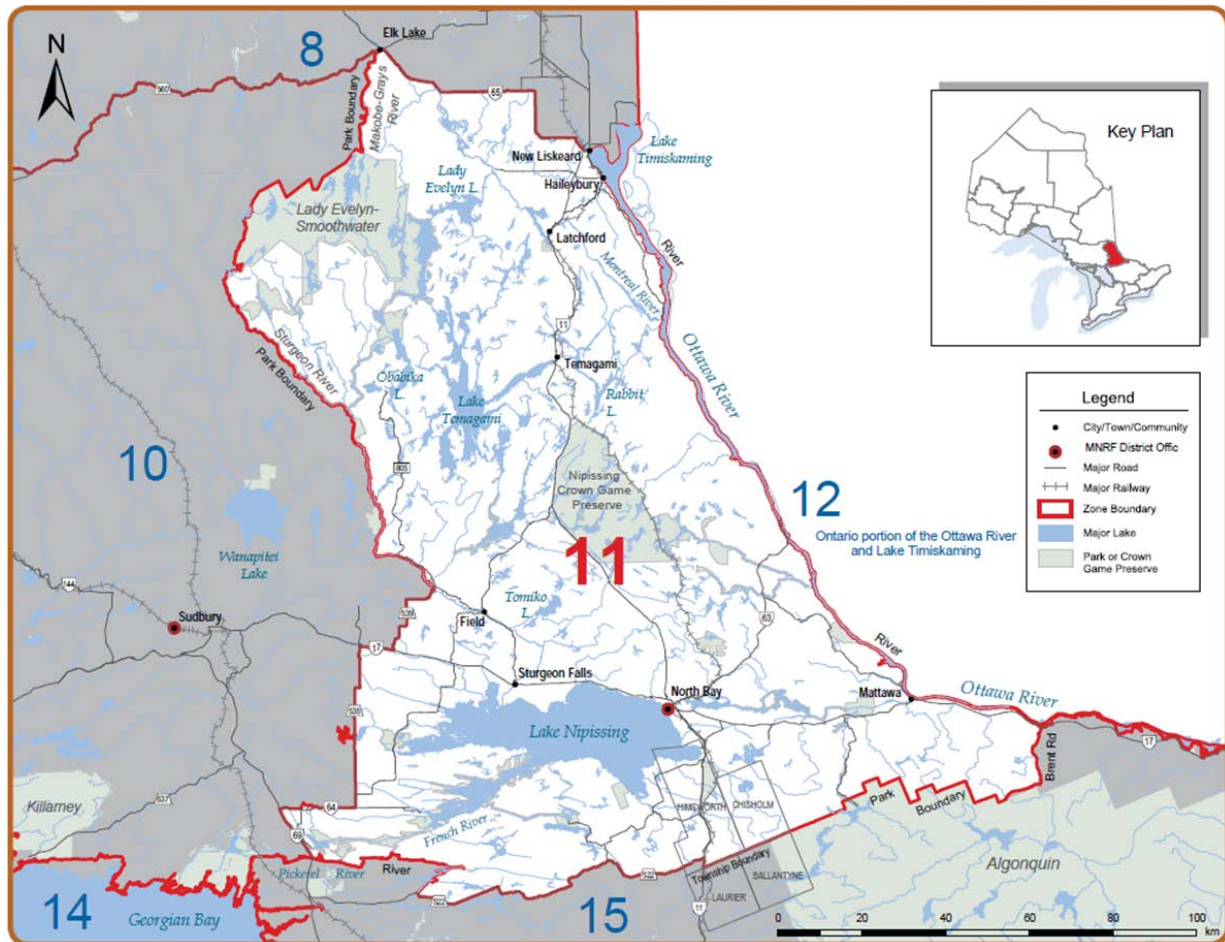 N
8
Elk Lake
560
65
Park Boundary
Makobe-Grays
River
New Liskeard
Lake
Timiskaming
Haileybury
Lady
Evelyn L.
Lady Evelyn-
Smoothwater
Latchford
River
Montreal River
11
Ottawa River
Sturgeon River
Park Boundary
Temagami
Obabika
L.
Lake
Temagami
Rabbit
L.
10
805
Nipissing
Crown Game
Preserve
12
Ontario portion of the Ottawa River
and Lake Timiskaming
11
Wanapitei
Lake
144
Sudbury
Tomiko
L.
Field
539
63
17
River
Sturgeon Falls
North Bay
Mattawa
Ottawa River
17
535
Lake Nipissing
Brent Rd
Killarney
637
64
69
French River
HIMSWORTH
CHISHOLM
Park
Boundary
Pickerel
River
River
522
522
Township Boundary
BALLANTYNE
LAURIER
11
Algonquin
14
Georgian Bay
15
0
20
40
60
80
100
km
Key Plan
Legend
City/Town/Community
MNRF District Offic
Major Road
Major Railway
Zone Boundary
Major Lake
Park or Crown
Game Preserve